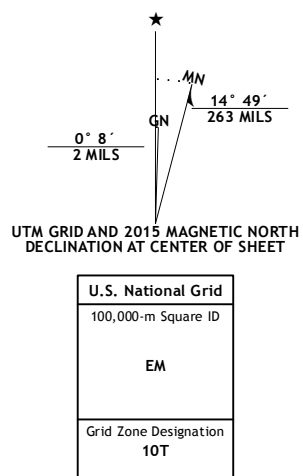 ★
MN
GN
14° 49´
263 MILS
0° 8´
2 MILS
UTM GRID AND 2015 MAGNETIC NORTH
DECLINATION AT CENTER OF SHEET
U.S. National Grid
100,000-m Square ID
EM
Grid Zone Designation
10T